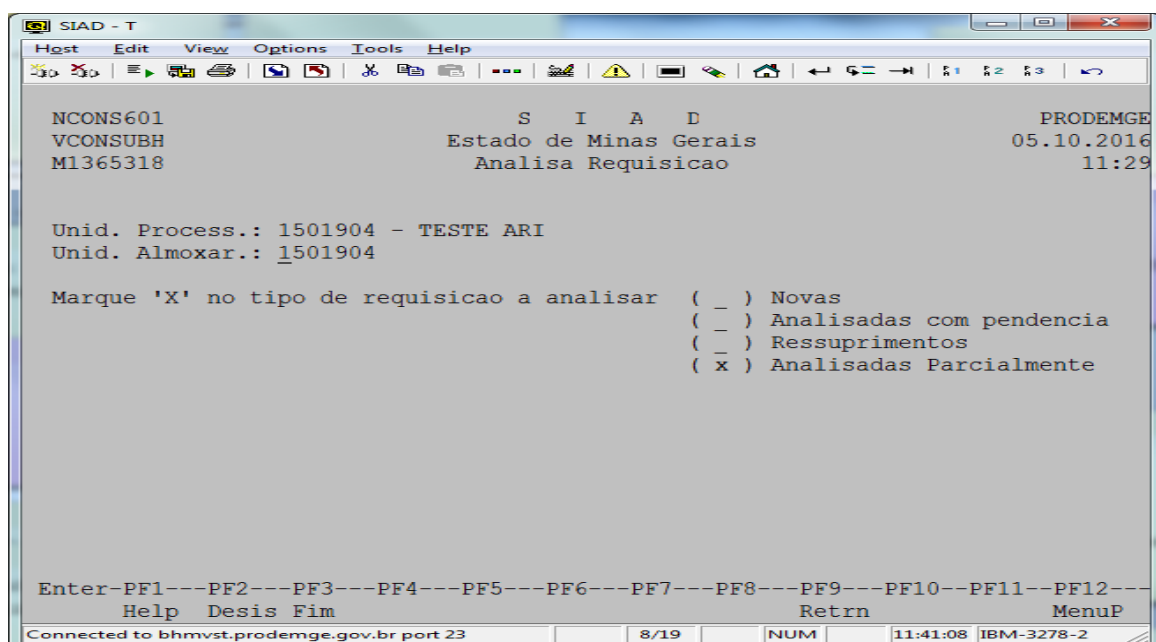 SIAD - T
Host Edit View Options Tools Help
NCONS601 S I A D PRODEMGE
VCONSUBH Estado de Minas Gerais 05.10.2016
M1365318 Analisa Requisicao 11:29
Unid. Process.: 1501904 - TESTE ARI
Unid. Almoxar.: 1501904
Marque 'X' no tipo de requisicao a analisar ( _ ) Novas
( _ ) Analisadas com pendencia
( _ ) Ressuprimentos
( x ) Analisadas Parcialmente
Enter-PF1---PF2---PF3---PF4---PF5---PF6---PF7---PF8---PF9---PF10--PF11--PF12---
Help Desis Fim Retrn MenuP
Connected to bhmvst.prodemge.gov.br port 23 8/19 NUM 11:41:08 IBM-3278-2